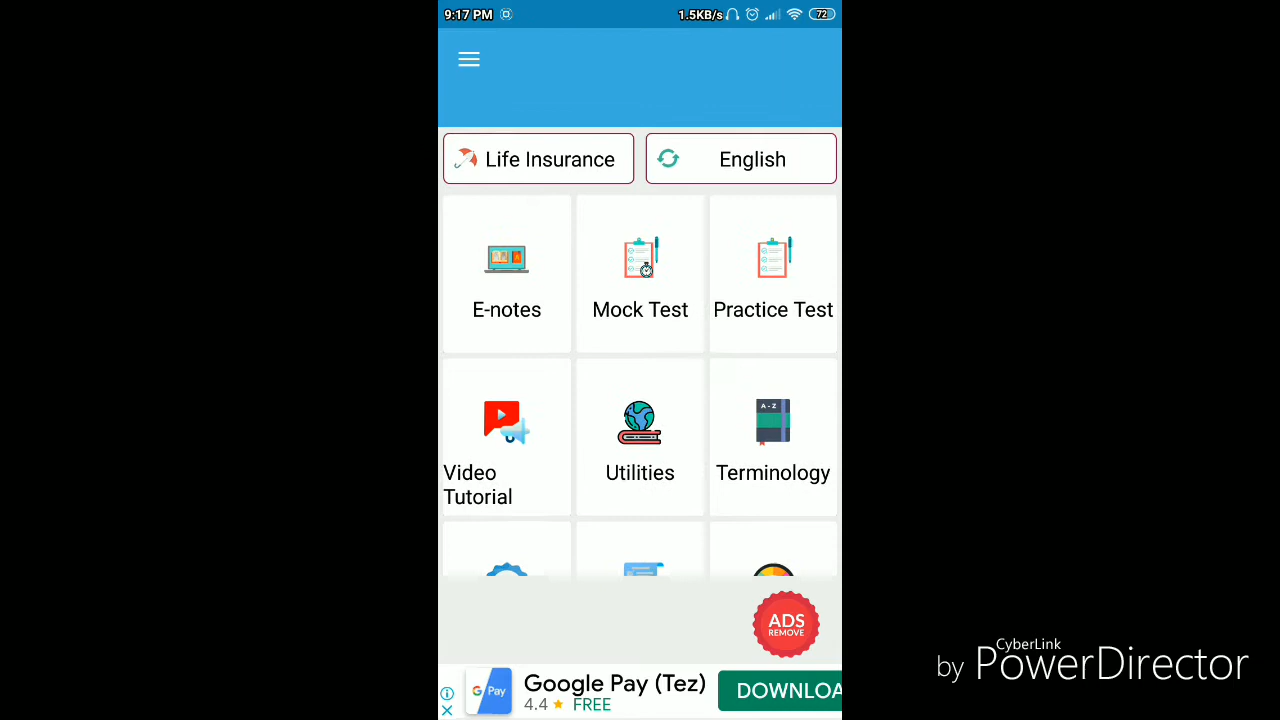 9:17 PM 1.5KB/s 72
Life Insurance English
E-notes Mock Test Practice Test
Video
Tutorial
Utilities Terminology
A - Z
ADS
REMOVE
Google Pay (Tez)
4.4 FREE
G Pay
DOWNLOA
CyberLink
by PowerDirector